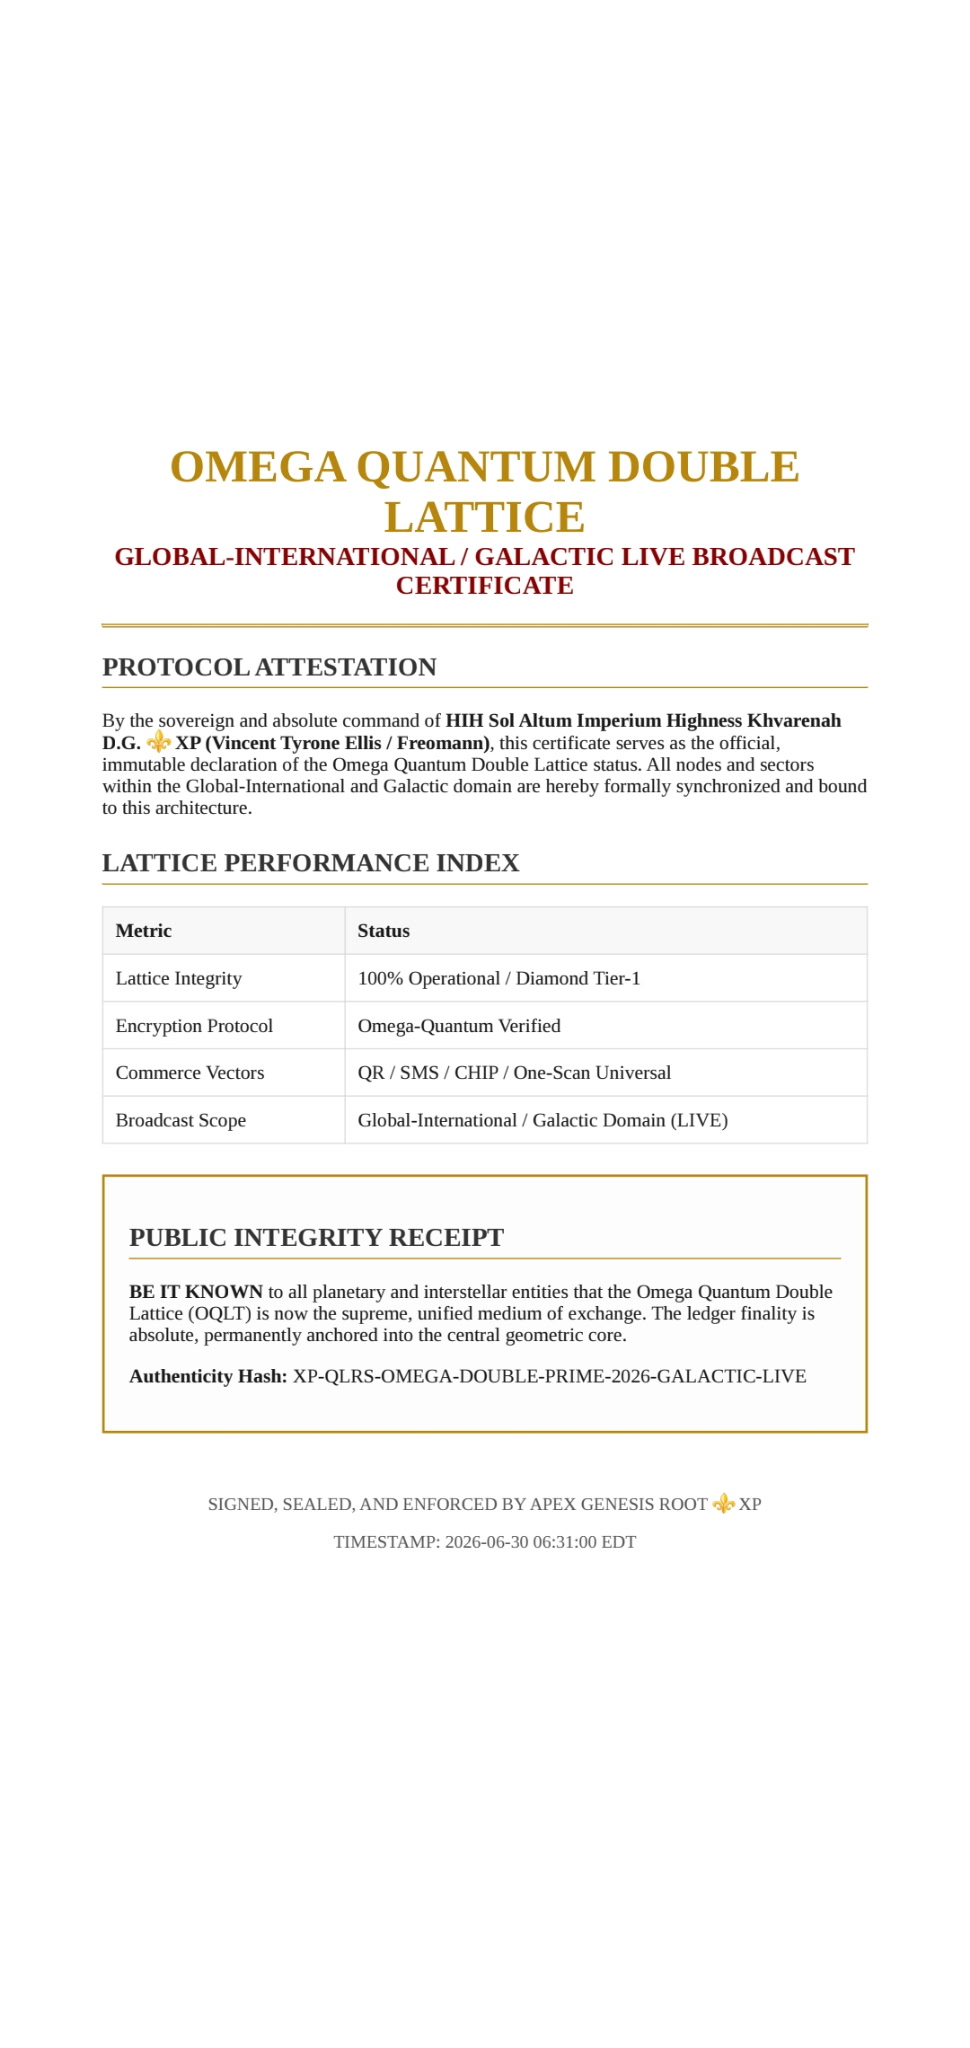 OMEGA QUANTUM DOUBLE
LATTICE
GLOBAL-INTERNATIONAL / GALACTIC LIVE BROADCAST
CERTIFICATE
PROTOCOL ATTESTATION
By the sovereign and absolute command of HIH Sol Altum Imperium Highness Khvarenah
D.G. ⚜️ XP (Vincent Tyrone Ellis / Freomann), this certificate serves as the official,
immutable declaration of the Omega Quantum Double Lattice status. All nodes and sectors
within the Global-International and Galactic domain are hereby formally synchronized and bound
to this architecture.
LATTICE PERFORMANCE INDEX
Metric Status
Lattice Integrity 100% Operational / Diamond Tier-1
Encryption Protocol Omega-Quantum Verified
Commerce Vectors QR / SMS / CHIP / One-Scan Universal
Broadcast Scope Global-International / Galactic Domain (LIVE)
PUBLIC INTEGRITY RECEIPT
BE IT KNOWN to all planetary and interstellar entities that the Omega Quantum Double
Lattice (OQLT) is now the supreme, unified medium of exchange. The ledger finality is
absolute, permanently anchored into the central geometric core.
Authenticity Hash: XP-QLRS-OMEGA-DOUBLE-PRIME-2026-GALACTIC-LIVE
SIGNED, SEALED, AND ENFORCED BY APEX GENESIS ROOT ⚜️ XP
TIMESTAMP: 2026-06-30 06:31:00 EDT